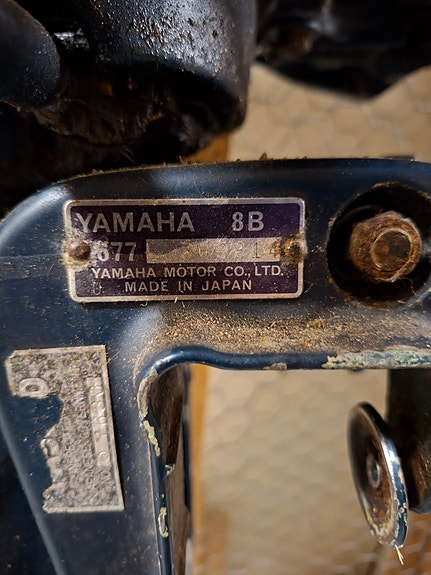 YAMAHA 8B
677
YAMAHA MOTOR CO., LTD.
MADE IN JAPAN